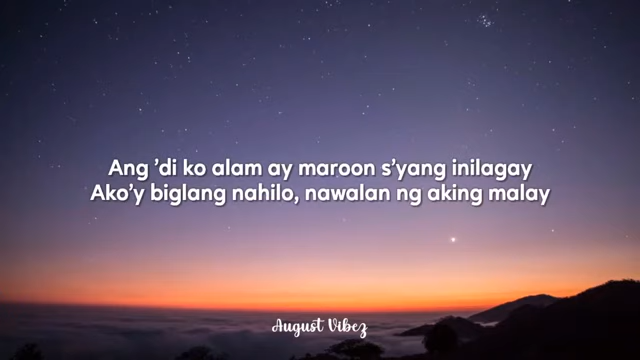 Ang 'di ko alam ay maroon s'yang inilagay
Ako'y biglang nahilo, nawalan ng aking malay
August Vibez